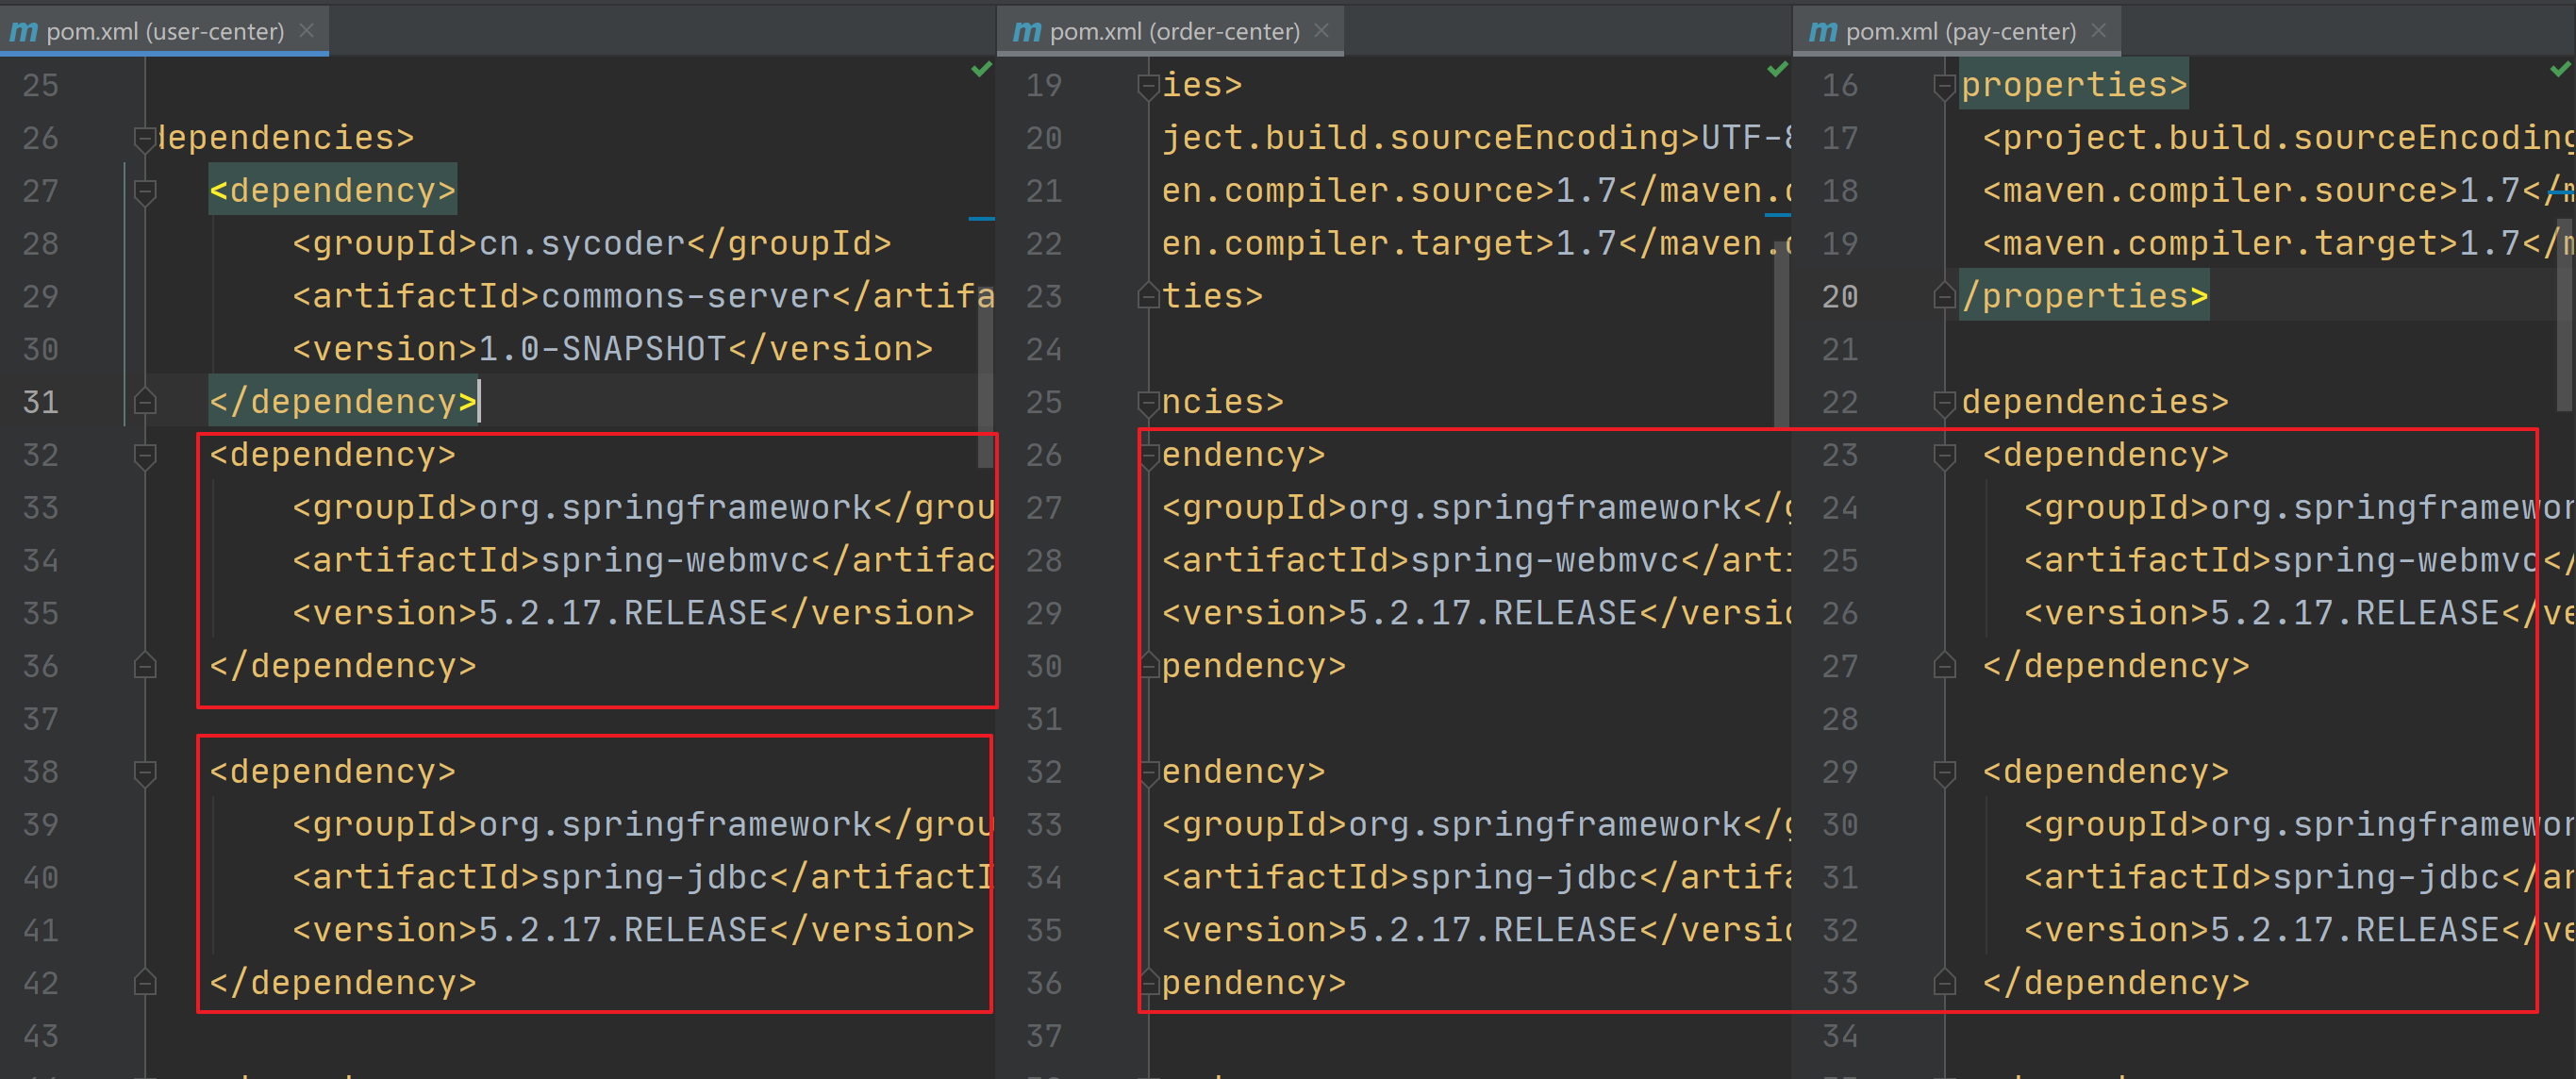 pom.xml (user-center)
25
26 dependencies>
27 <dependency>
28 <groupId>cn.sycoder</groupId>
29 <artifactId>commons-server</artifa
30 <version>1.0-SNAPSHOT</version>
31 </dependency>
32 <dependency>
33 <groupId>org.springframework</grou
34 <artifactId>spring-webmvc</artifac
35 <version>5.2.17.RELEASE</version>
36 </dependency>
37
38 <dependency>
39 <groupId>org.springframework</grou
40 <artifactId>spring-jdbc</artifactI
41 <version>5.2.17.RELEASE</version>
42 </dependency>
43
pom.xml (order-center)
19 ies>
20 ject.build.sourceEncoding>UTF-8
21 en.compiler.source>1.7</maven.c
22 en.compiler.target>1.7</maven.c
23 ties>
24
25 ncies>
26 endency>
27 <groupId>org.springframework</g
28 <artifactId>spring-webmvc</arti
29 <version>5.2.17.RELEASE</versio
30 pendency>
31
32 endency>
33 <groupId>org.springframework</g
34 <artifactId>spring-jdbc</artifa
35 <version>5.2.17.RELEASE</versio
36 pendency>
37
pom.xml (pay-center)
16 properties>
17 <project.build.sourceEncoding
18 <maven.compiler.source>1.7</m
19 <maven.compiler.target>1.7</m
20 /properties>
21
22 dependencies>
23 <dependency>
24 <groupId>org.springframewor
25 <artifactId>spring-webmvc</
26 <version>5.2.17.RELEASE</ve
27 </dependency>
28
29 <dependency>
30 <groupId>org.springframewor
31 <artifactId>spring-jdbc</ar
32 <version>5.2.17.RELEASE</ve
33 </dependency>
34